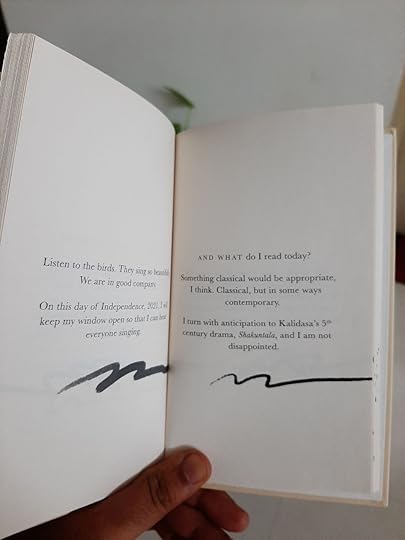 Listen to the birds. They sing so beautifully
We are in good company.
On this day of Independence, 2021, I will
keep my window open so that I can hear
everyone singing.
AND WHAT do I read today?
Something classical would be appropriate,
I think. Classical, but in some ways
contemporary.
I turn with anticipation to Kalidasa's 5th
century drama, Shakuntala, and I am not
disappointed.